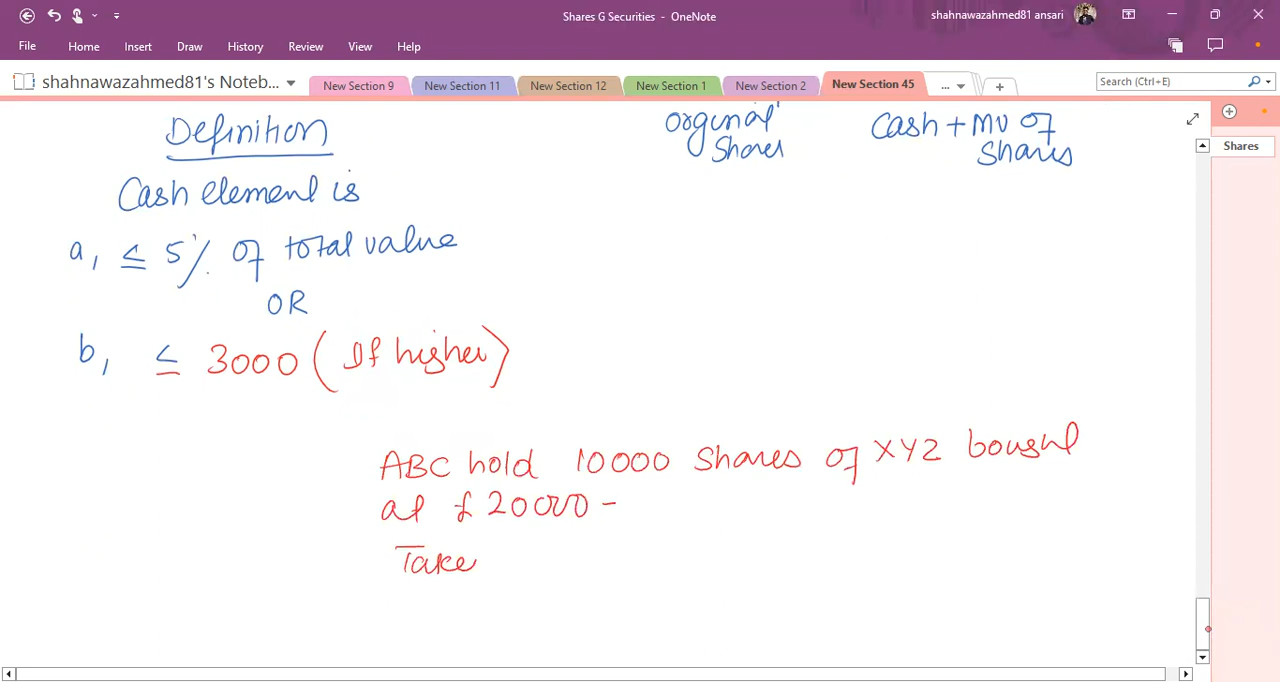 Shares G Securities - OneNote
shahnawazahmed81 ansari
File Home Insert Draw History Review View Help
shahnawazahmed81's Noteb...
New Section 9
New Section 11
New Section 12
New Section 1
New Section 2
New Section 45
...
Search (Ctrl+E)
Shares
Definition
Orginal
Shares
Cash + MV of
Shares
Cash element is
a, ≤ 5% of total value
OR
b, ≤ 3000 (If higher)
ABC hold 10000 Shares of XYZ
at £20000 -
Take